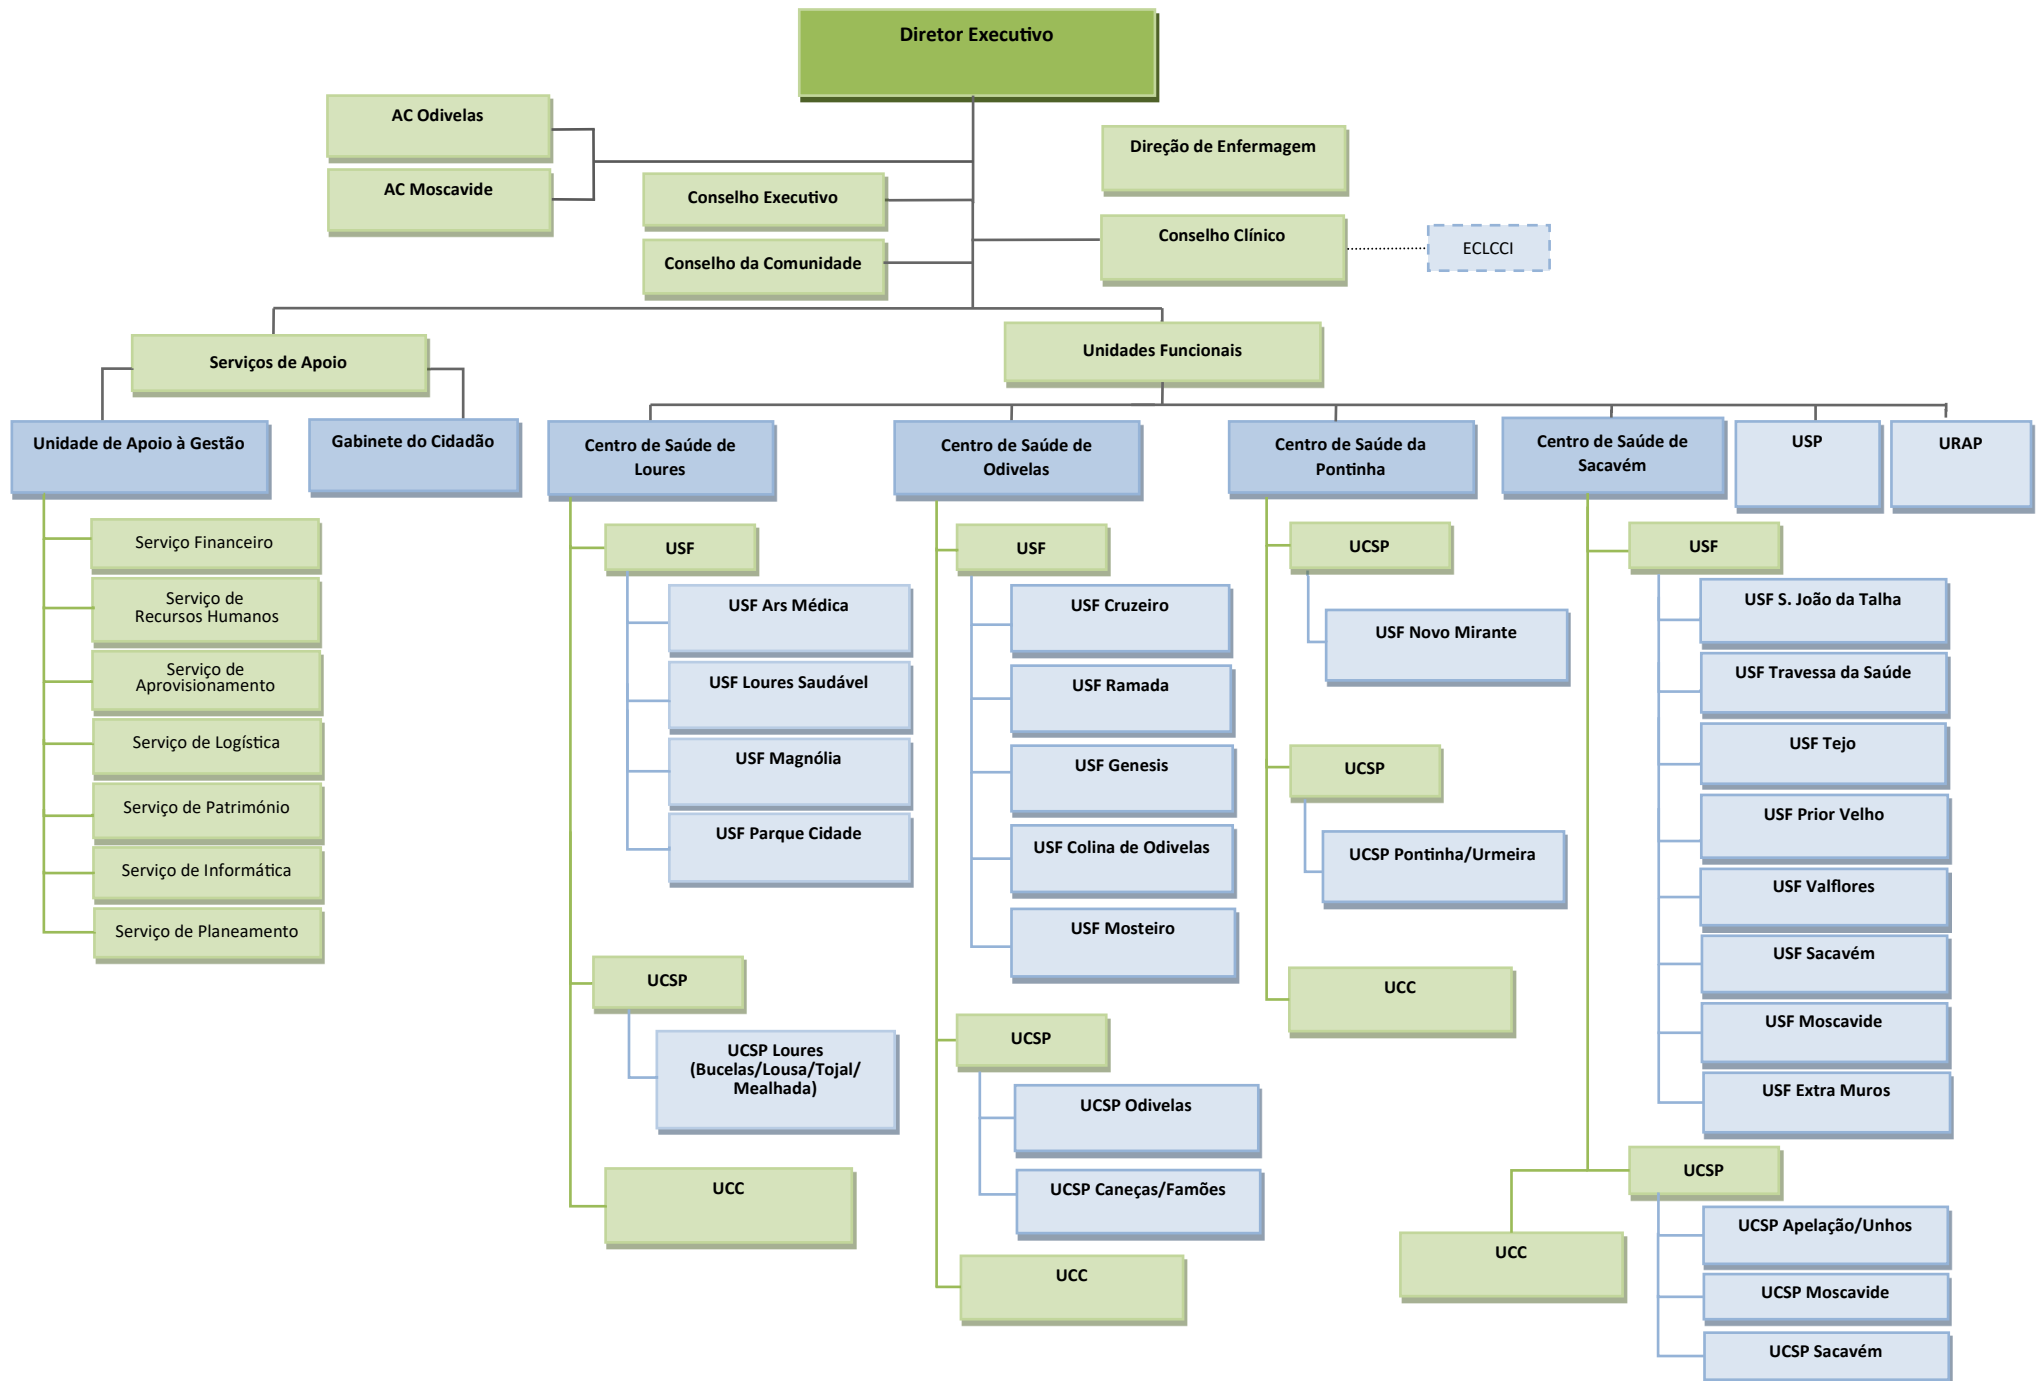 Diretor Executivo
AC Odivelas
AC Moscavide
Direção de Enfermagem
Conselho Executivo
Conselho Clínico
ECLCCI
Conselho da Comunidade
Serviços de Apoio
Unidades Funcionais
Unidade de Apoio à Gestão
Gabinete do Cidadão
Serviço Financeiro
Serviço de
Recursos Humanos
Serviço de
Aprovisionamento
Serviço de Logística
Serviço de Património
Serviço de Informática
Serviço de Planeamento
Centro de Saúde de
Loures
USF
USF Ars Médica
USF Loures Saudável
USF Magnólia
USF Parque Cidade
UCSP
UCSP Loures
(Bucelas/Lousa/Tojal/
Mealhada)
UCC
Centro de Saúde de
Odivelas
USF
USF Cruzeiro
USF Ramada
USF Genesis
USF Colina de Odivelas
USF Mosteiro
UCSP
UCSP Odivelas
UCSP Caneças/Famões
UCC
Centro de Saúde da
Pontinha
UCSP
USF Novo Mirante
UCSP
UCSP Pontinha/Urmeira
UCC
Centro de Saúde de
Sacavém
USF
USF S. João da Talha
USF Travessa da Saúde
USF Tejo
USF Prior Velho
USF Valflores
USF Sacavém
USF Moscavide
USF Extra Muros
UCSP
UCSP Apelação/Unhos
UCSP Moscavide
UCSP Sacavém
UCC
USP
URAP